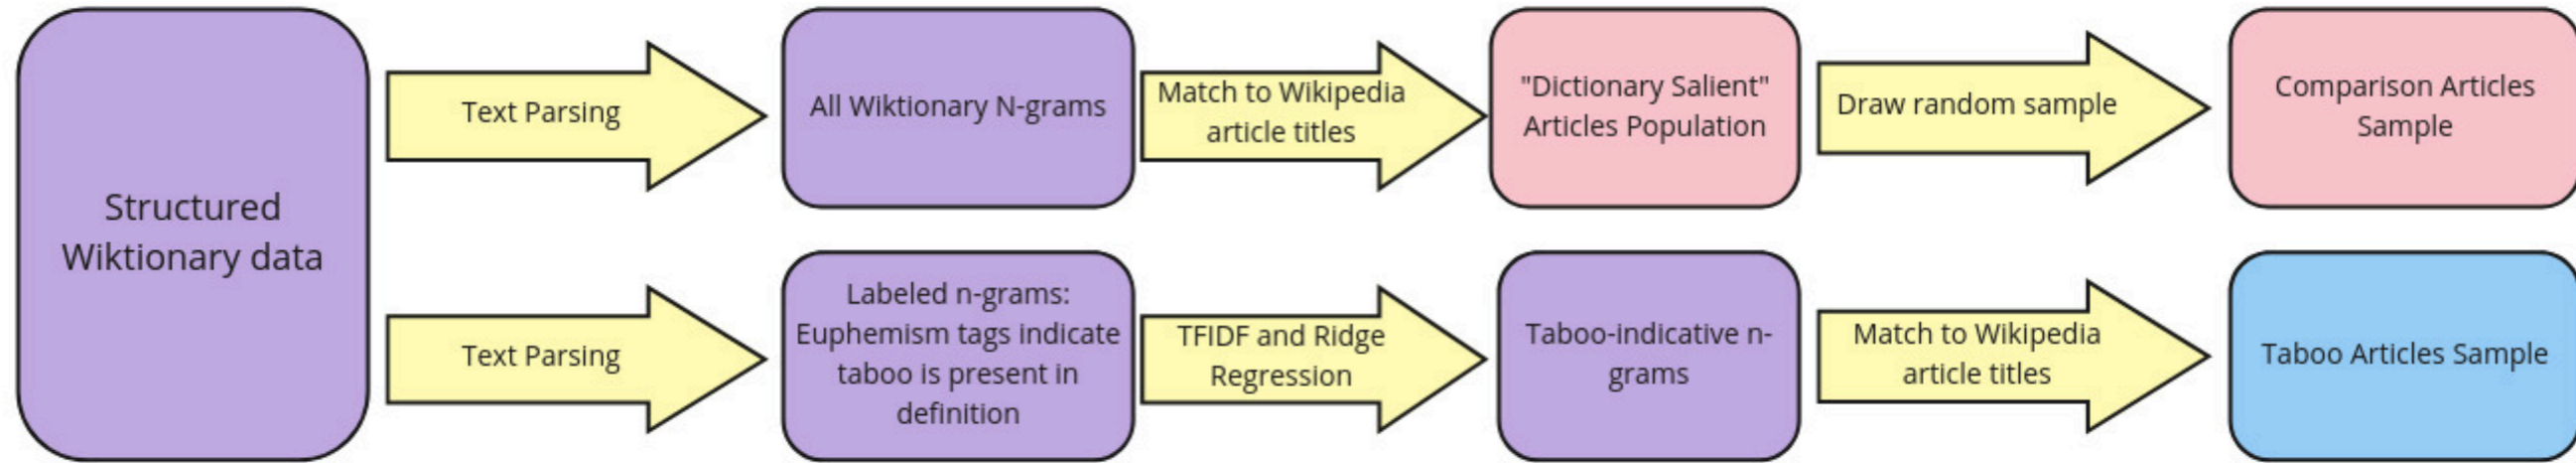 Structured
Wiktionary data
Text Parsing
All Wiktionary N-grams
Match to Wikipedia
article titles
"Dictionary Salient"
Articles Population
Draw random sample
Comparison Articles
Sample
Text Parsing
Labeled n-grams:
Euphemism tags indicate
taboo is present in
definition
TFIDF and Ridge
Regression
Taboo-indicative n-
grams
Match to Wikipedia
article titles
Taboo Articles Sample